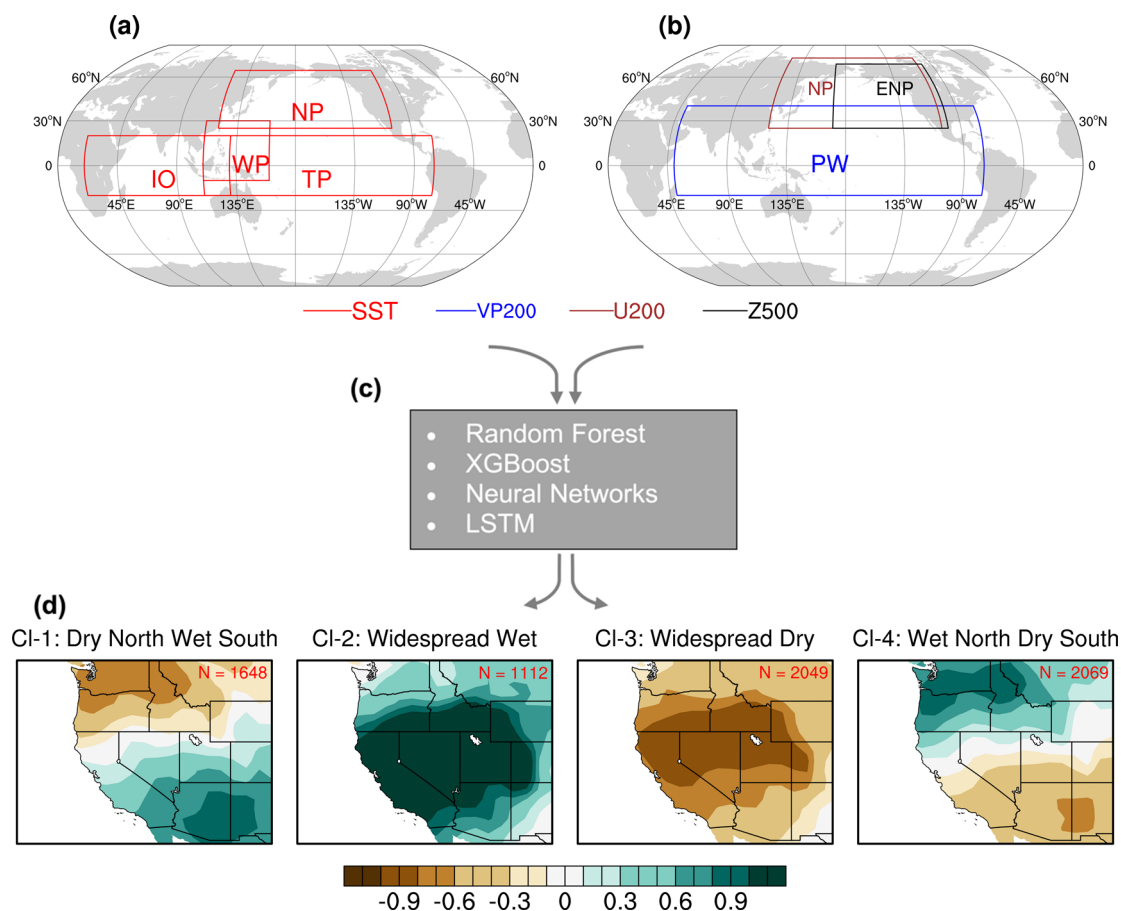 (a)
(b)
60°N
60°N
60°N
60°N
NP
NP
ENP
30°N
30°N
30°N
30°N
WP
0
0
0
0
IO
TP
PW
45°E
90°E
135°E
135°W
90°W
45°W
45°E
90°E
135°E
135°W
90°W
45°W
SST
VP200
U200
Z500
(c)
• Random Forest
• XGBoost
• Neural Networks
• LSTM
(d)
Cl-1: Dry North Wet South
Cl-2: Widespread Wet
Cl-3: Widespread Dry
Cl-4: Wet North Dry South
N = 1648
N = 1112
N = 2049
N = 2069
-0.9 -0.6 -0.3 0 0.3 0.6 0.9